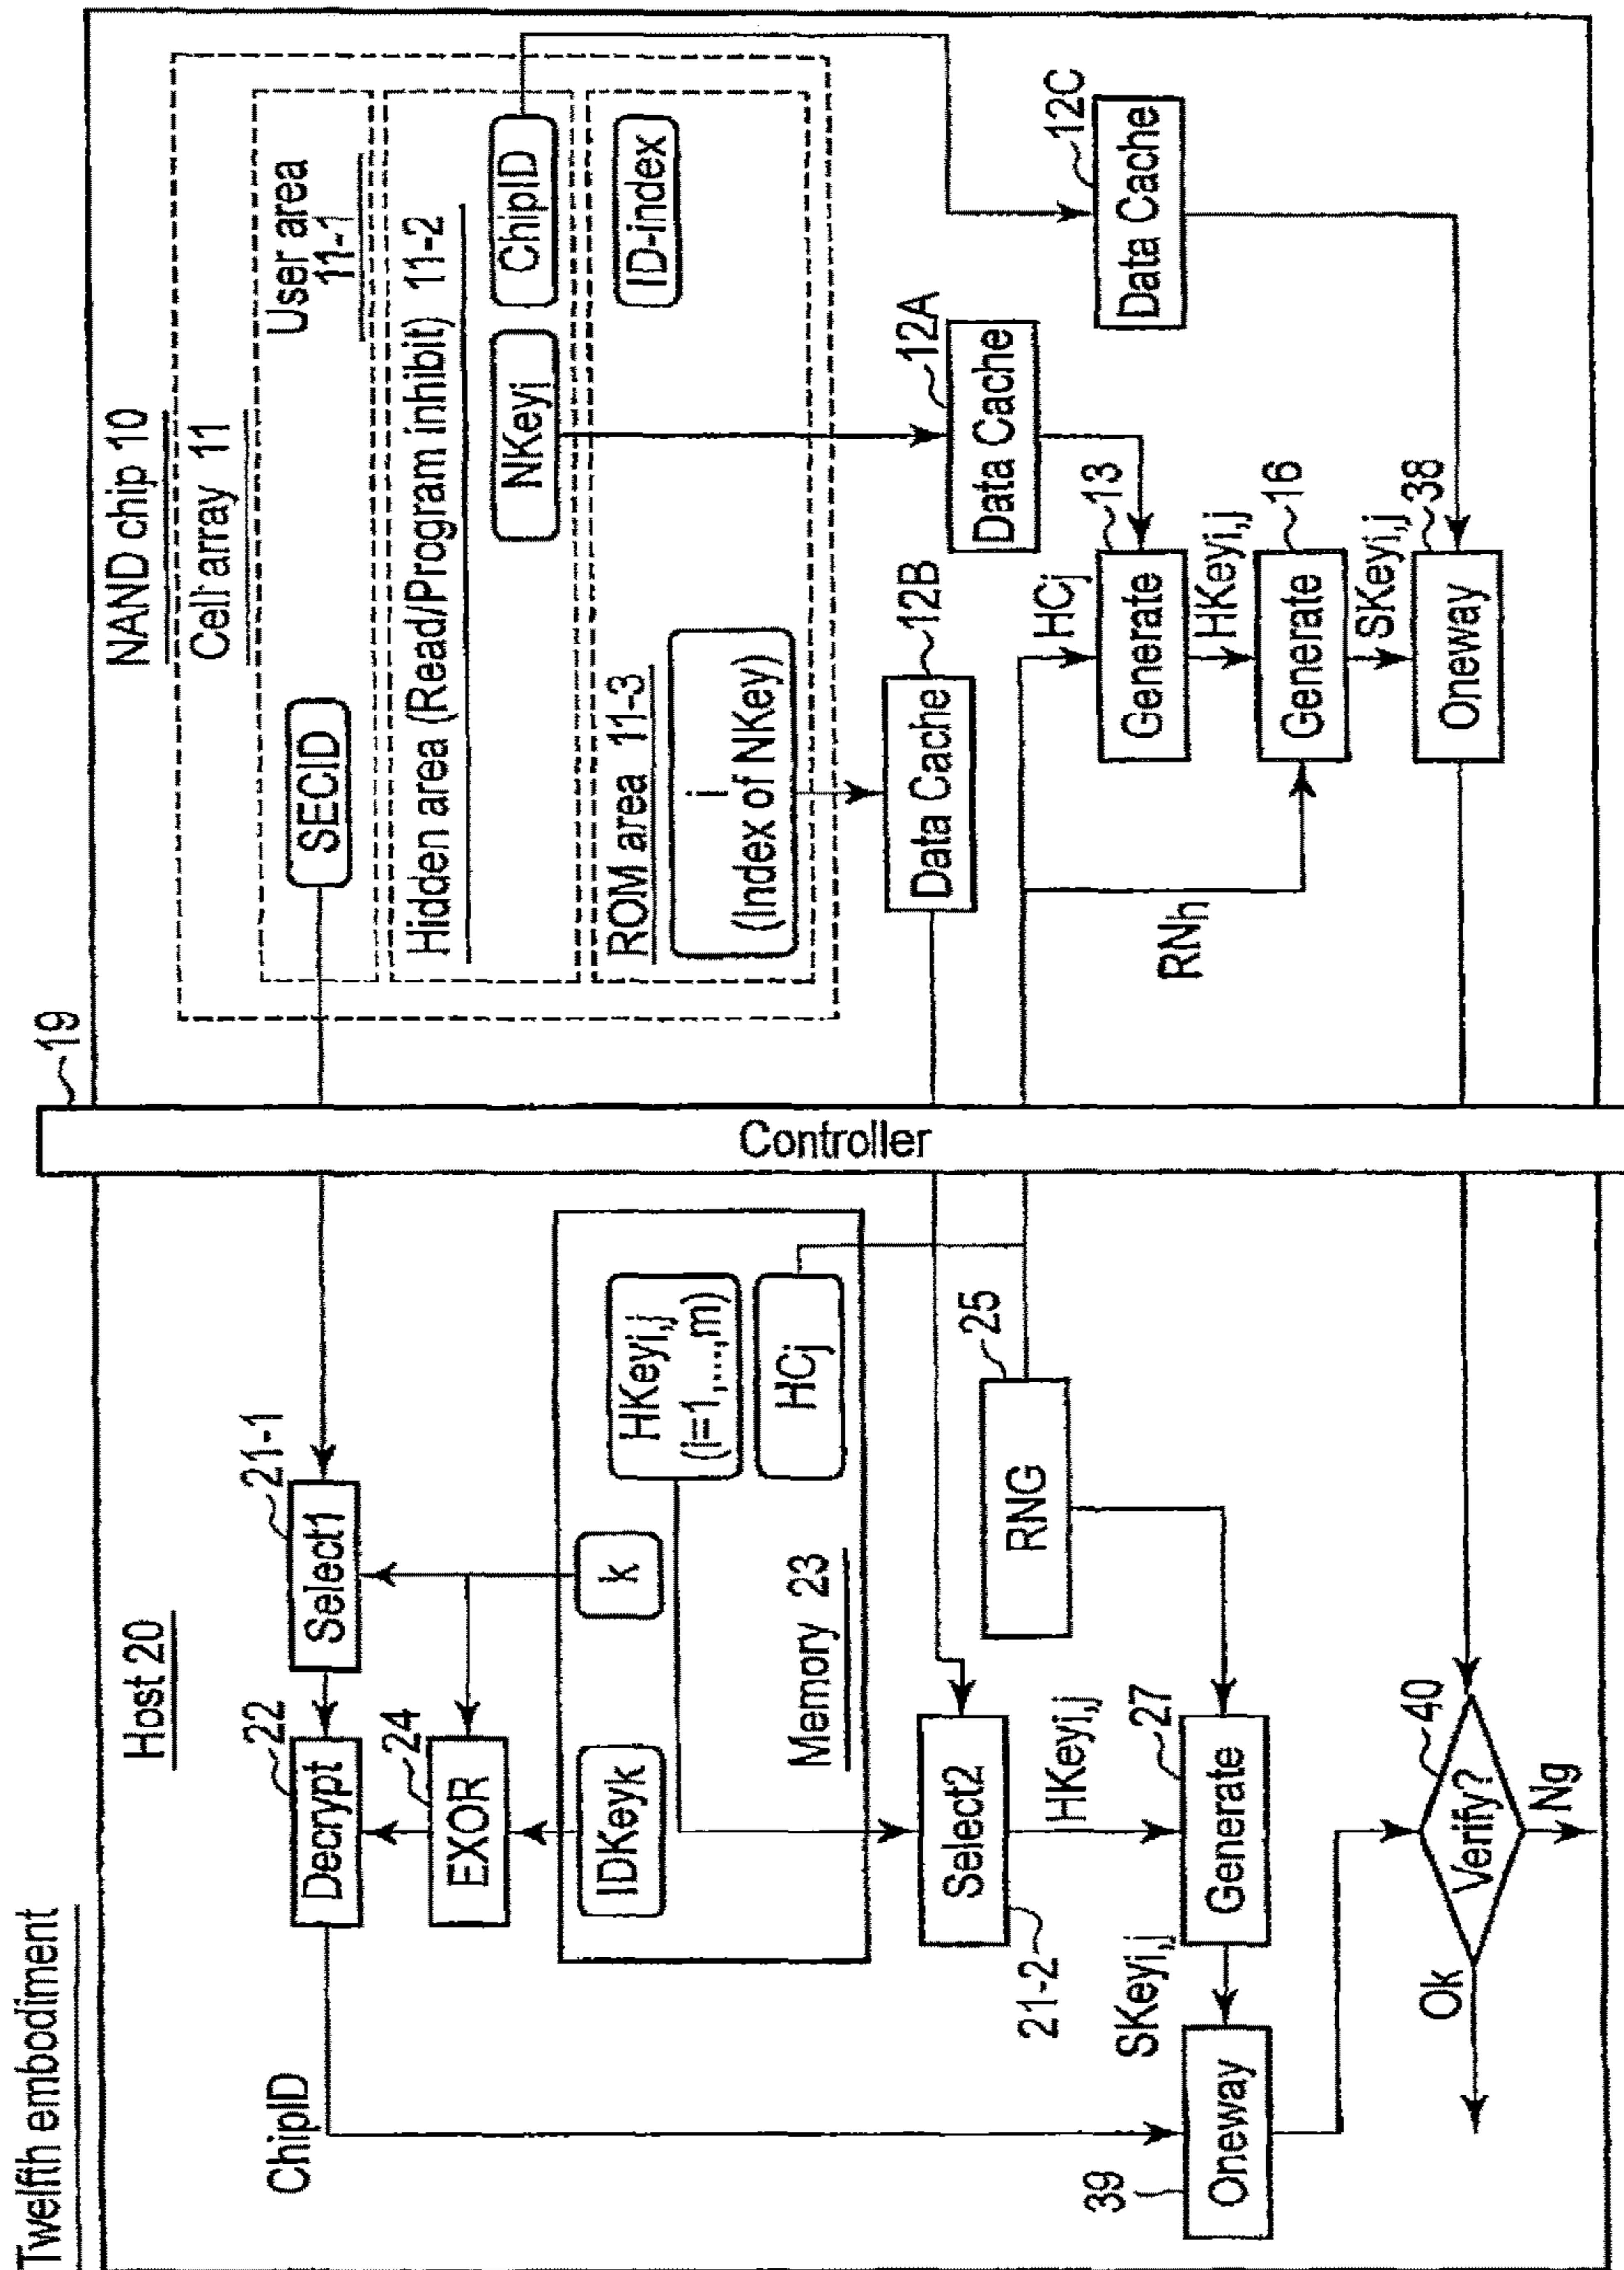 Twelfth embodiment
Host 20
ChipID
22
Decrypt
21-1
Select1
24
EXOR
IDKeyk
k
HKeyi,j
(i=1,...,m)
HCj
Memory 23
Select2
21-2
HKeyi,j
25
RNG
27
Generate
SKeyi,j
39
Oneway
40
Verify?
Ok
Ng
19
Controller
NAND chip 10
Cell array 11
SECID
User area
11-1
Hidden area (Read/Program inhibit) 11-2
NKeyi
ChipID
ROM area 11-3
i
(Index of NKey)
ID-index
12B
Data Cache
12A
Data Cache
12C
Data Cache
HCj
13
Generate
HKeyi,j
RNh
16
Generate
SKeyi,j
38
Oneway